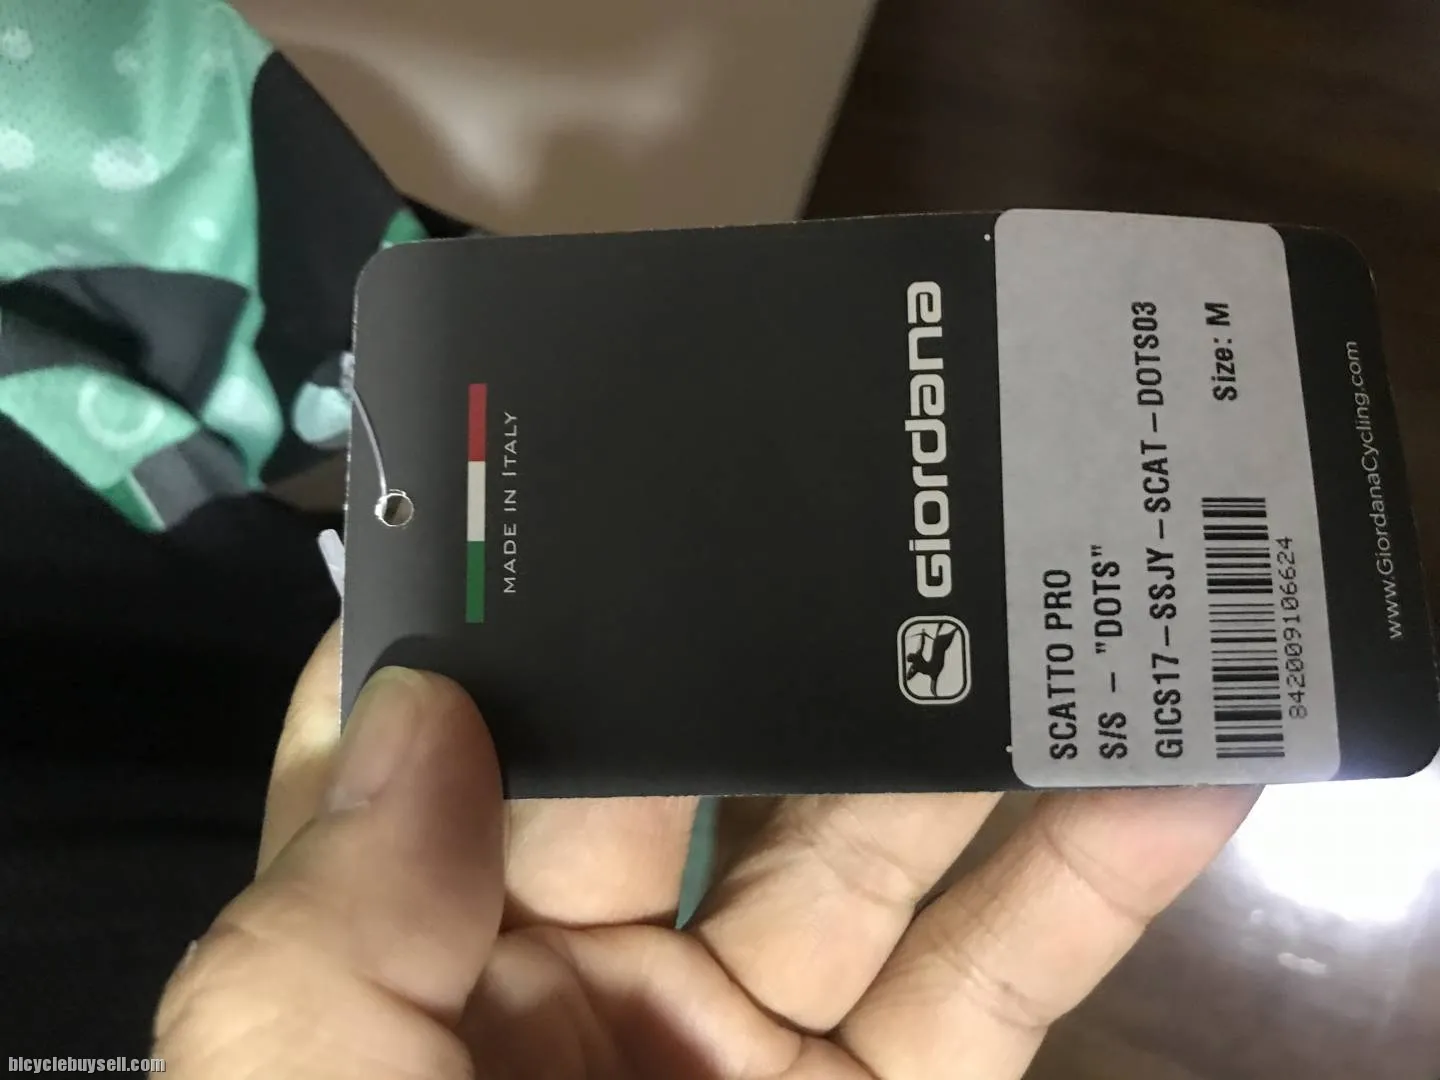 MADE IN ITALY
Giordana
SCATTO PRO
S/S - "DOTS"
GICS17-SSJY-SCAT-DOTS03
Size: M
842009106624
www.GiordanaCycling.com
bicyclebuysell.com